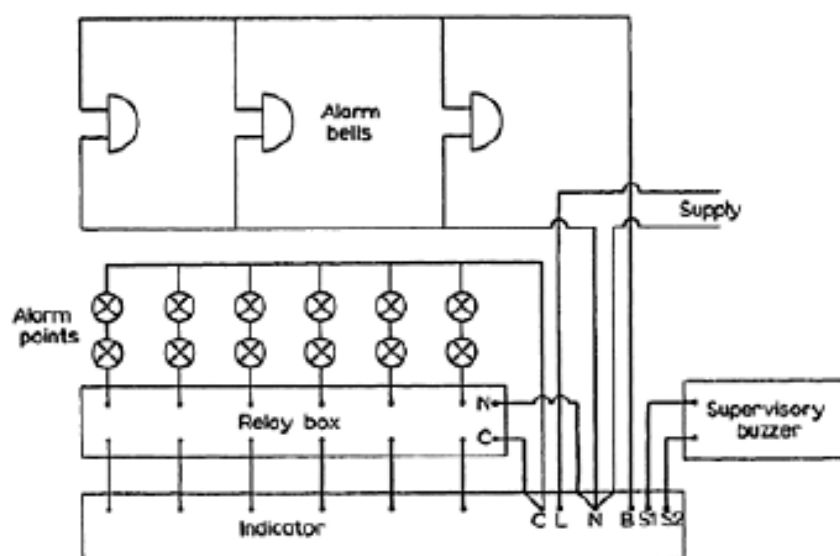 Alarm
bells
Supply
Alarm
points
N
Relay box
C
Supervisory
buzzer
Indicator
C L N B S1 S2